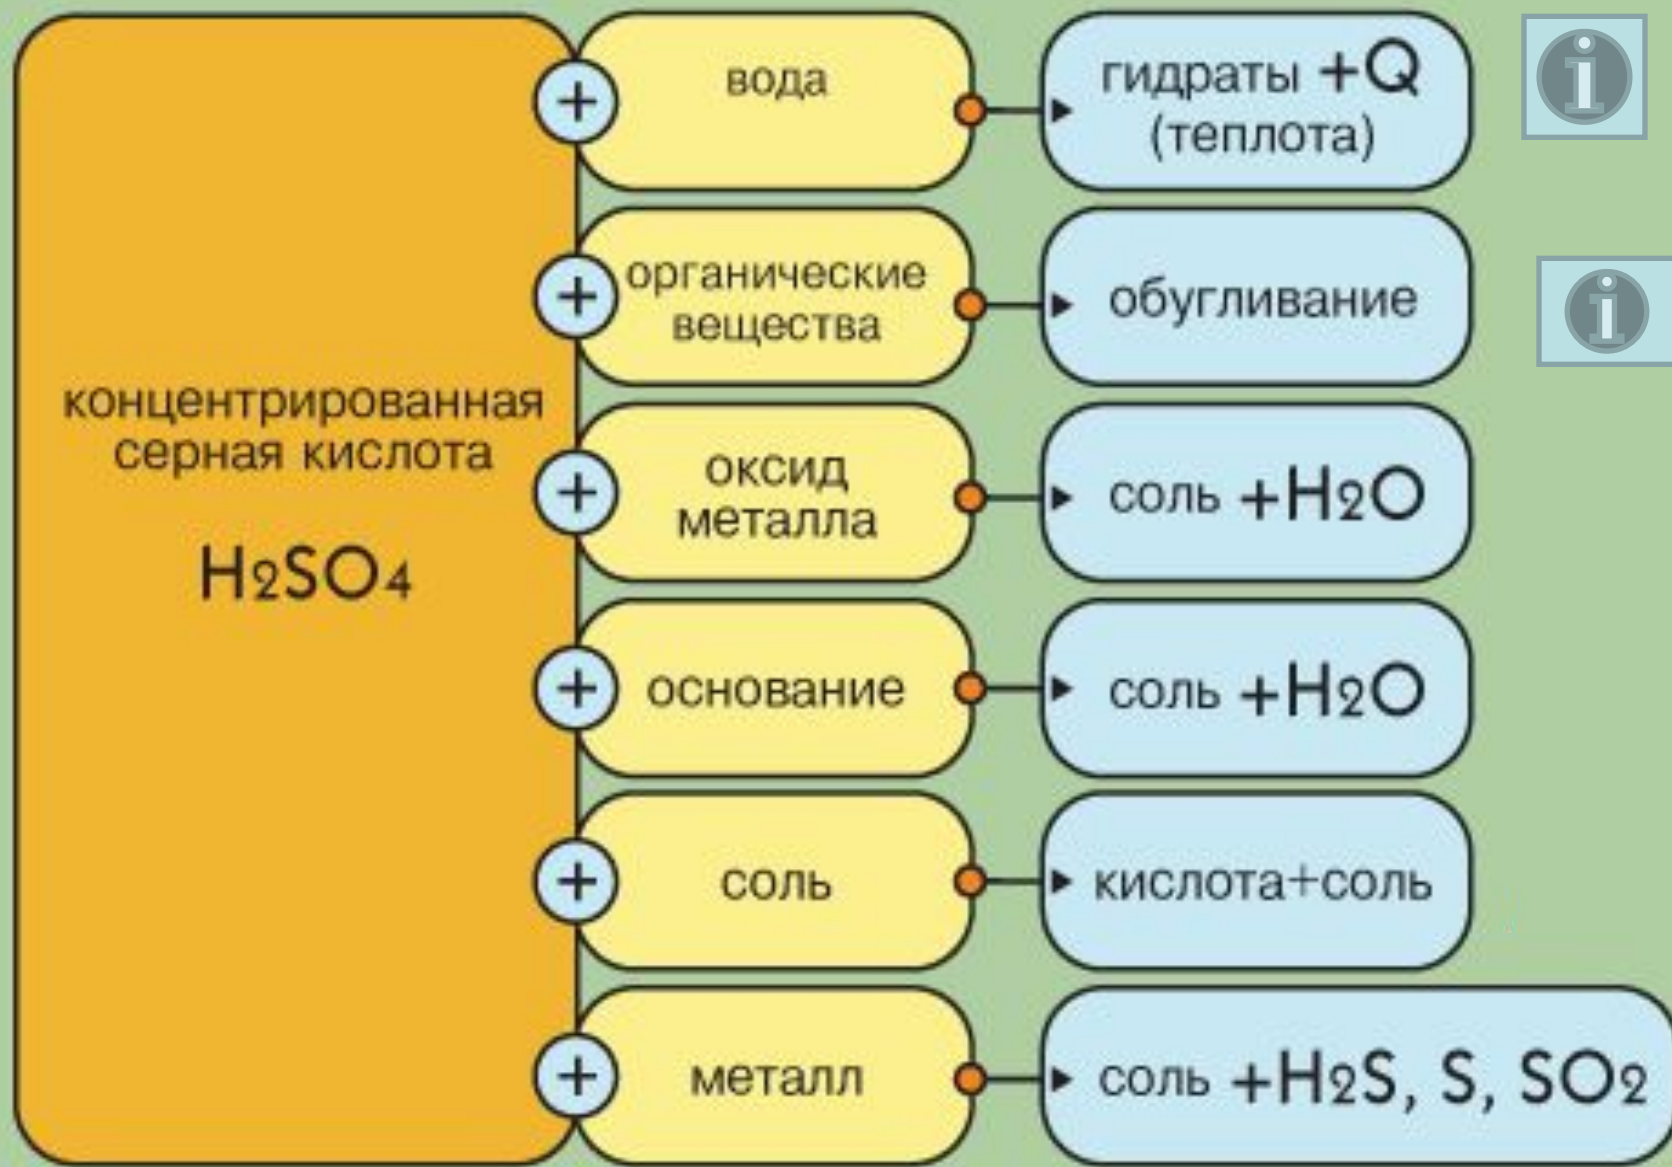 концентрированная
серная кислота
H2SO4
+
вода
гидраты +Q
(теплота)
i
+
органические
вещества
обугливание
i
+
оксид
металла
соль +H2O
+
основание
соль +H2O
+
соль
кислота+соль
+
металл
соль +H2S, S, SO2